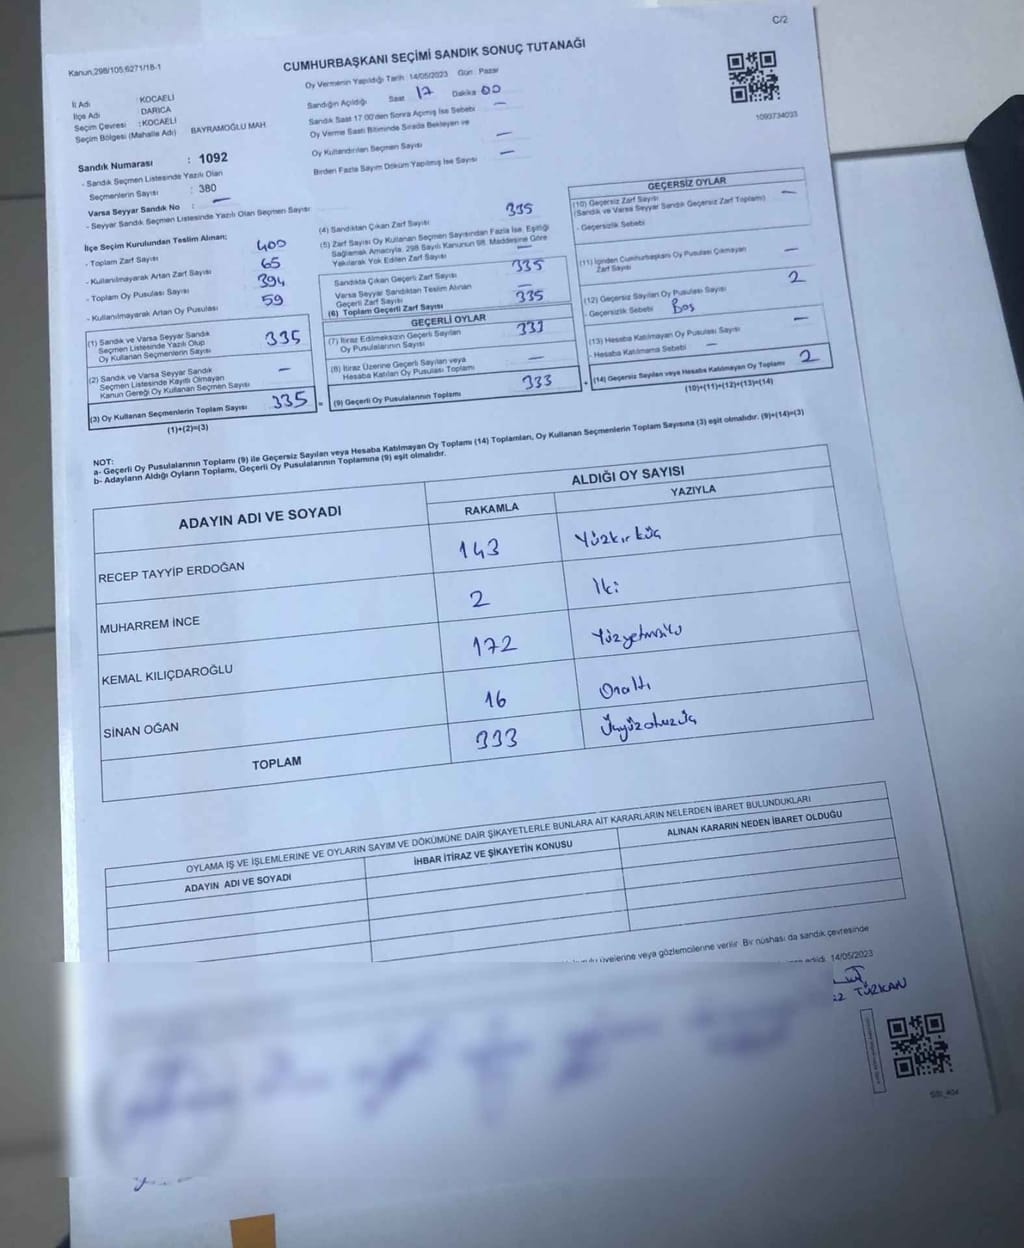 C/2
Kanun,298/105;6271/18-1
CUMHURBAŞKANI SEÇİMİ SANDIK SONUÇ TUTANAĞI
İl Adı : KOCAELİ
İlçe Adı DARICA
Seçim Çevresi : KOCAELİ
Seçim Bölgesi (Mahalle Adı) BAYRAMOĞLU MAH.
Sandık Numarası : 1092
- Sandık Seçmen Listesinde Yazılı Olan
Seçmenlerin Sayısı : 380
Varsa Seyyar Sandık No : —
- Seyyar Sandık Seçmen Listesinde Yazılı Olan Seçmen Sayısı
Oy Vermenin Yapıldığı Tarih : 14/05/2023 Gün : Pazar
Sandığın Açıldığı Saat 17 Dakika 00
Sandık Saat 17.00'den Sonra Açımış İse Sebebi —
Oy Verme Saati Bitiminde Sırada Bekleyen ve
Oy Kullandırılan Seçmen Sayısı —
Birden Fazla Sayım Döküm Yapılmış İse Sayısı —
1093734033
İlçe Seçim Kurulundan Teslim Alınan;
- Toplam Zarf Sayısı 400
- Kullanılmayarak Artan Zarf Sayısı 65
- Toplam Oy Pusulası Sayısı 394
- Kullanılmayarak Artan Oy Pusulası 59
(1) Sandık ve Varsa Seyyar Sandık
Seçmen Listesinde Yazılı Olup
Oy Kullanan Seçmenlerin Sayısı 335
(2) Sandık ve Varsa Seyyar Sandık
Seçmen Listesinde Kayıtlı Olmayan
Kanun Gereği Oy Kullanan Seçmen Sayısı —
(3) Oy Kullanan Seçmenlerin Toplam Sayısı 335
(1)+(2)=(3)
(4) Sandıktan Çıkan Zarf Sayısı 335
(5) Zarf Sayısı Oy Kullanan Seçmen Sayısından Fazla İse, Eşitliği
Sağlamak Amacıyla, 298 Sayılı Kanunun 98. Maddesine Göre
Yakılarak Yok Edilen Zarf Sayısı —
Sandıkta Çıkan Geçerli Zarf Sayısı 335
Varsa Seyyar Sandıktan Teslim Alınan
Geçerli Zarf Sayısı —
(6) Toplam Geçerli Zarf Sayısı 335
GEÇERLİ OYLAR
(7) İtiraz Edilmeksizin Geçerli Sayılan
Oy Pusulalarının Sayısı 333
(8) İtiraz Üzerine Geçerli Sayılan veya
Hesaba Katılan Oy Pusulası Toplamı —
= (9) Geçerli Oy Pusulalarının Toplamı 333
GEÇERSİZ OYLAR
(10) Geçersiz Zarf Sayısı —
(Sandık ve Varsa Seyyar Sandık Geçersiz Zarf Toplamı)
- Geçersizlik Sebebi
(11) İçinden Cumhurbaşkanı Oy Pusulası Çıkmayan
Zarf Sayısı —
(12) Geçersiz Sayılan Oy Pusulası Sayısı 2
- Geçersizlik Sebebi Boş
(13) Hesaba Katılmayan Oy Pusulası Sayısı —
- Hesaba Katılmama Sebebi —
+ (14) Geçersiz Sayılan veya Hesaba Katılmayan Oy Toplamı 2
(10)+(11)+(12)+(13)=(14)
NOT:
a- Geçerli Oy Pusulalarının Toplamı (9) ile Geçersiz Sayılan veya Hesaba Katılmayan Oy Toplamı (14) Toplamları, Oy Kullanan Seçmenlerin Toplam Sayısına (3) eşit olmalıdır. (9)+(14)=(3)
b- Adayların Aldığı Oyların Toplamı, Geçerli Oy Pusulalarının Toplamına (9) eşit olmalıdır.
ADAYIN ADI VE SOYADI
ALDIĞI OY SAYISI
RAKAMLA YAZIYLA
RECEP TAYYİP ERDOĞAN 143 Yüzkırküç
MUHARREM İNCE 2 İki
KEMAL KILIÇDAROĞLU 172 Yüzyetmişiki
SİNAN OĞAN 16 Onaltı
TOPLAM 333 Üçyüzotuzüç
OYLAMA İŞ VE İŞLEMLERİNE VE OYLARIN SAYIM VE DÖKÜMÜNE DAİR ŞİKAYETLERLE BUNLARA AİT KARARLARIN NELERDEN İBARET BULUNDUKLARI
ADAYIN ADI VE SOYADI İHBAR İTİRAZ VE ŞİKAYETİN KONUSU ALINAN KARARIN NEDEN İBARET OLDUĞU
üyelerine veya gözlemcilerine verilir. Bir nüshası da sandık çevresinde
edildi. 14/05/2023
TÜRKAN